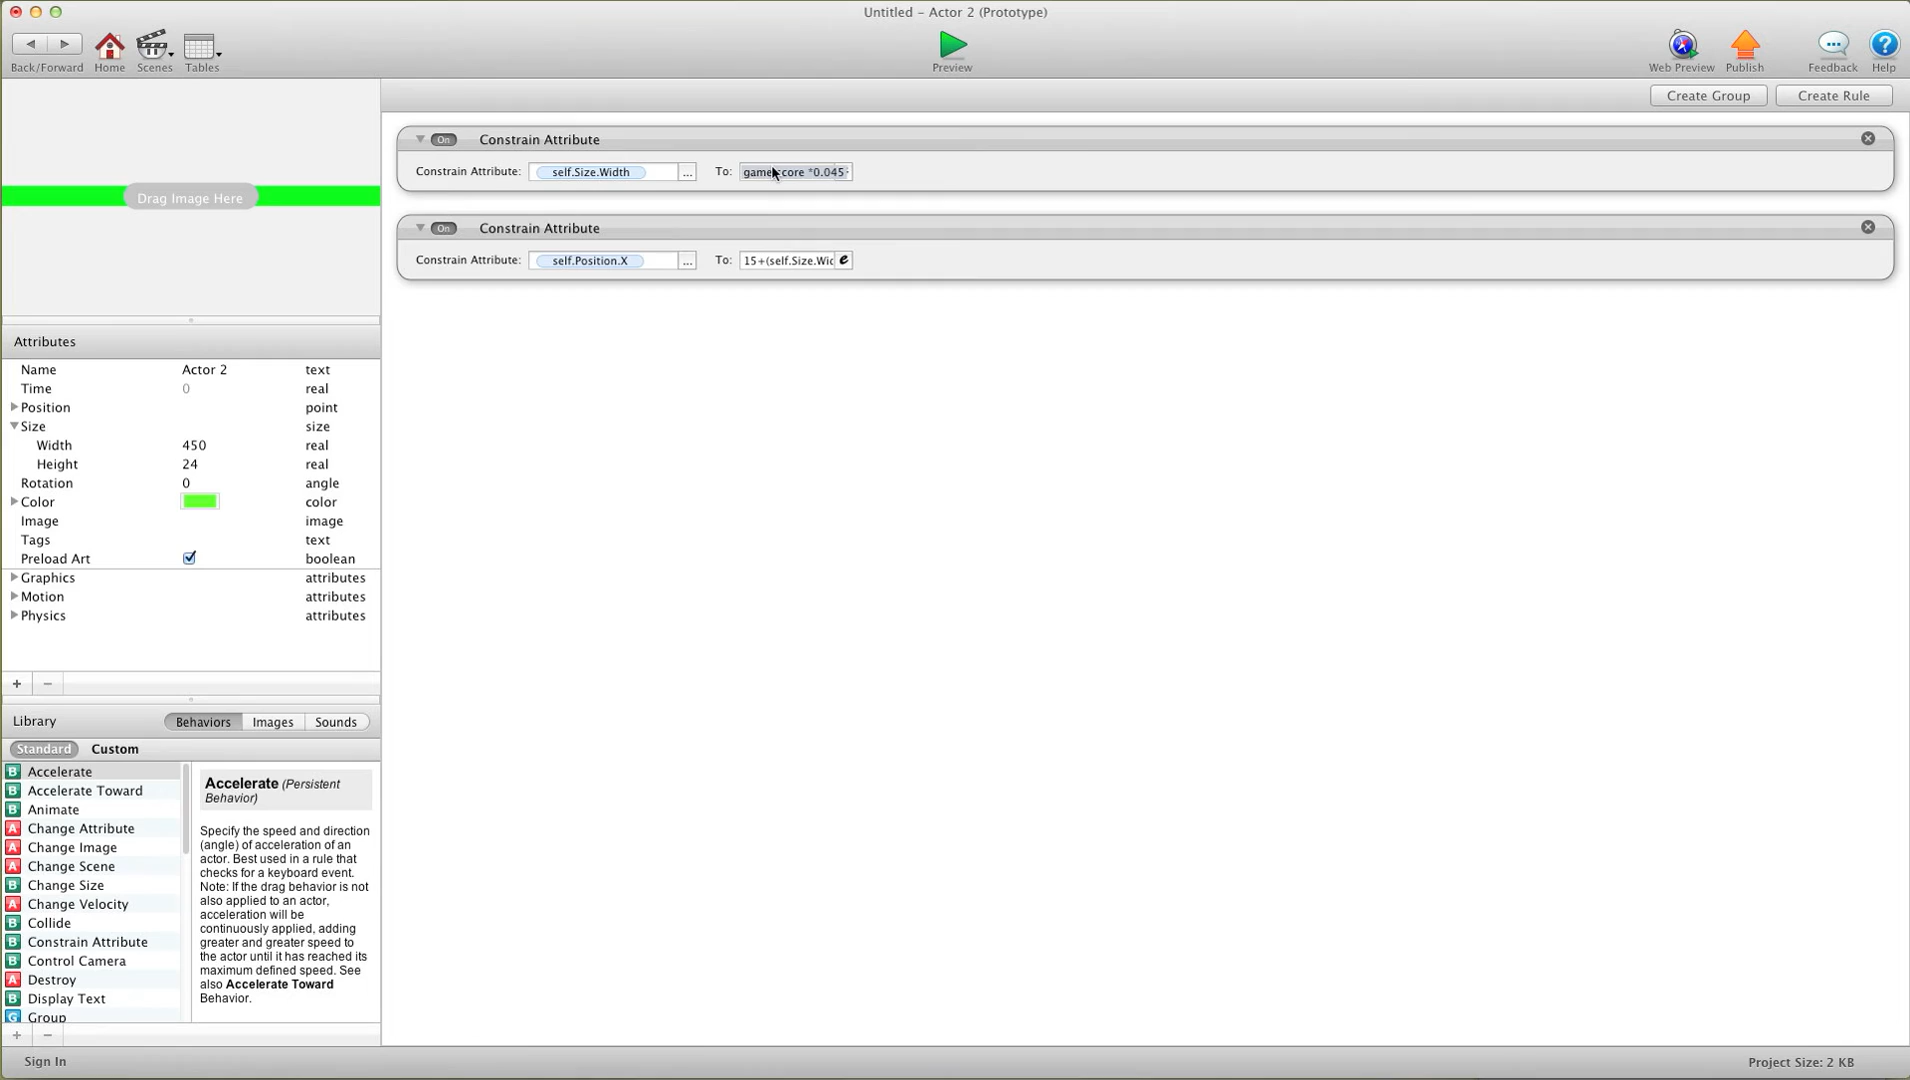 Untitled – Actor 2 (Prototype)
Back/Forward Home Scenes Tables Preview Web Preview Publish Feedback Help
Create Group Create Rule
On Constrain Attribute
Constrain Attribute: self.Size.Width ... To: *0.045
On Constrain Attribute
Constrain Attribute: self.Position.X ... To: 15+(self.Size.Wid e
Drag Image Here
Attributes
Name Actor 2 text
Time 0 real
Position point
Size size
Width 450 real
Height 24 real
Rotation 0 angle
Color color
Image image
Tags text
Preload Art boolean
Graphics attributes
Motion attributes
Physics attributes
+ −
Library Behaviors Images Sounds
Standard Custom
B Accelerate
B Accelerate Toward
B Animate
A Change Attribute
A Change Image
A Change Scene
B Change Size
A Change Velocity
B Collide
B Constrain Attribute
B Control Camera
A Destroy
B Display Text
G Group
Accelerate (Persistent
Behavior)
Specify the speed and direction
(angle) of acceleration of an
actor. Best used in a rule that
checks for a keyboard event.
Note: If the drag behavior is not
also applied to an actor,
acceleration will be
continuously applied, adding
greater and greater speed to
the actor until it has reached its
maximum defined speed. See
also Accelerate Toward
Behavior.
+ −
Sign In
Project Size: 2 KB